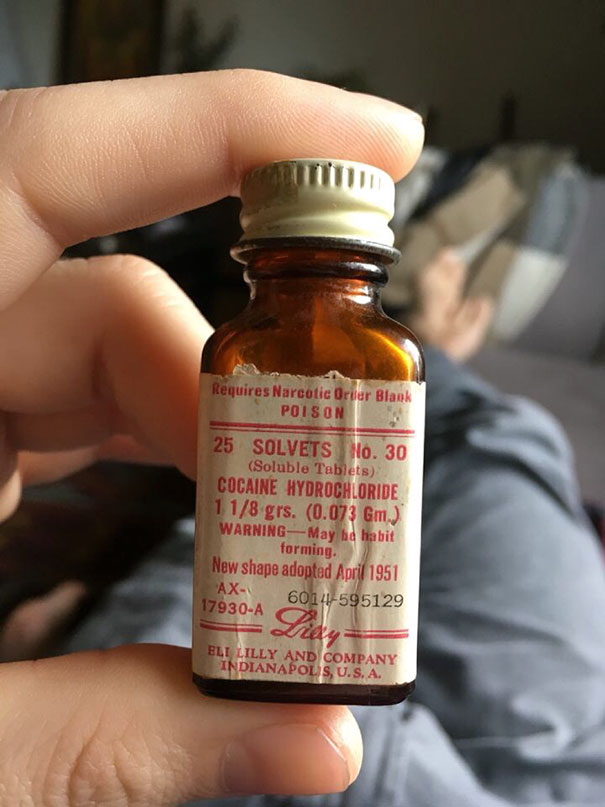 Requires Narcotic Order Blank
POISON
25 SOLVETS No. 30
(Soluble Tablets)
COCAINE HYDROCHLORIDE
1 1/8 grs. (0.073 Gm.)
WARNING—May be habit
forming.
New shape adopted April 1951
AX-
17930-A
6014-595129
Lilly
ELI LILLY AND COMPANY
INDIANAPOLIS, U.S.A.